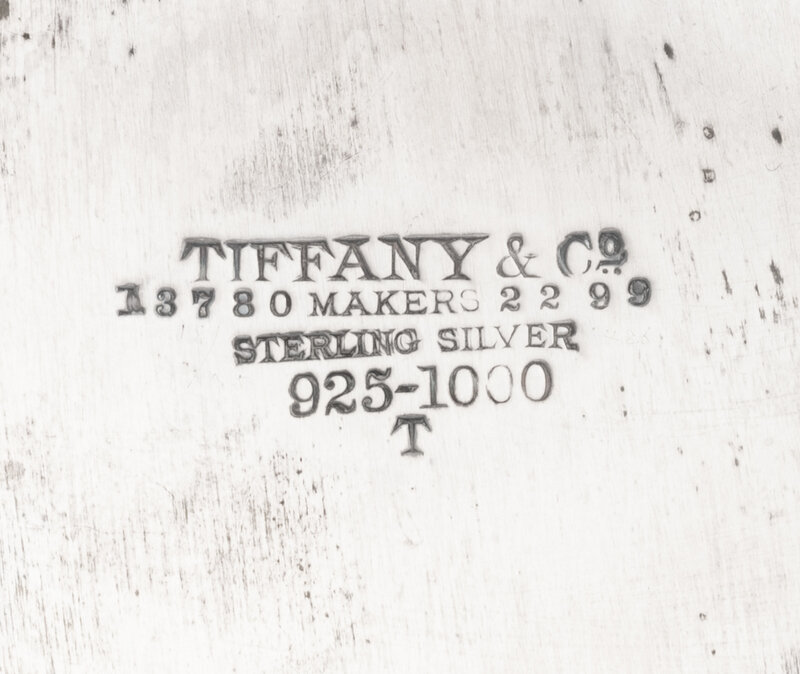 TIFFANY & Cº
13780 MAKERS 2299
STERLING SILVER
925-1000
T